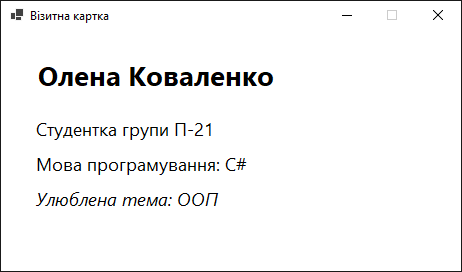 Візитна картка
Олена Коваленко
Студентка групи П-21
Мова програмування: C#
Улюблена тема: ООП